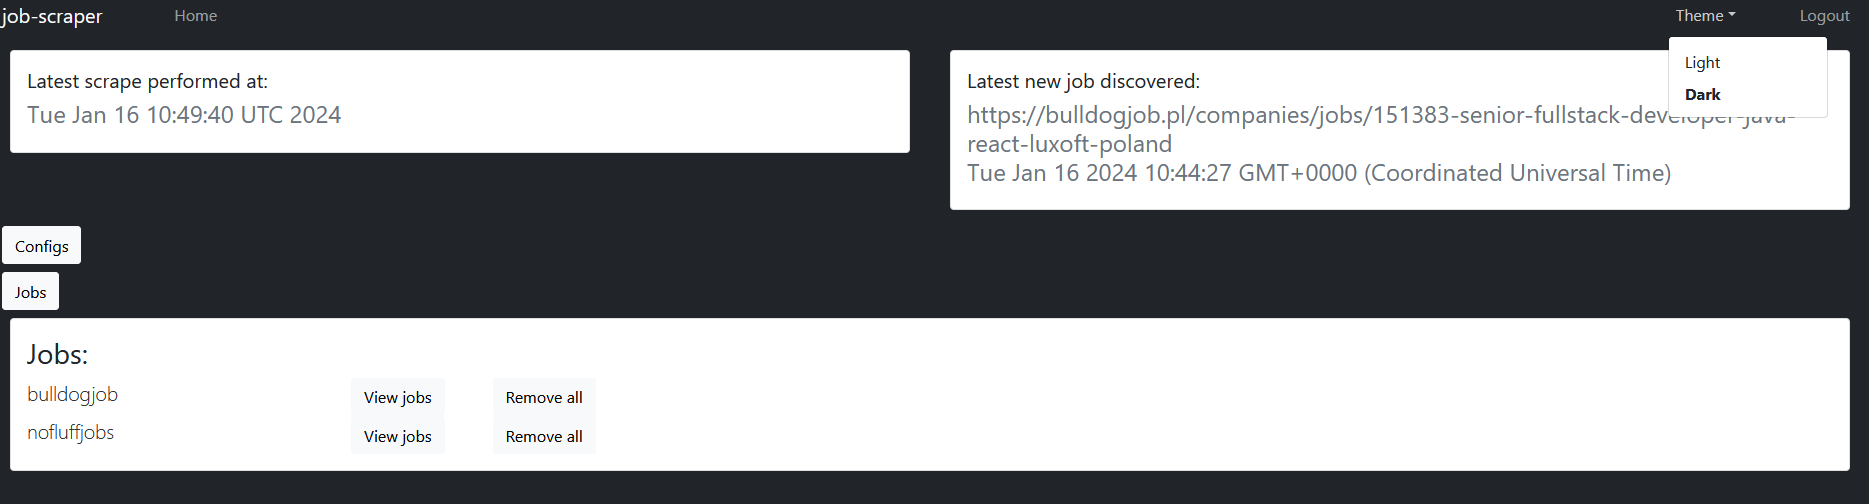 job-scraper
Home
Theme
Logout
Light
Dark
Latest scrape performed at:
Tue Jan 16 10:49:40 UTC 2024
Latest new job discovered:
https://bulldogjob.pl/companies/jobs/151383-senior-fullstack-developer-java-
react-luxoft-poland
Tue Jan 16 2024 10:44:27 GMT+0000 (Coordinated Universal Time)
Configs
Jobs
Jobs:
bulldogjob View jobs Remove all
nofluffjobs View jobs Remove all